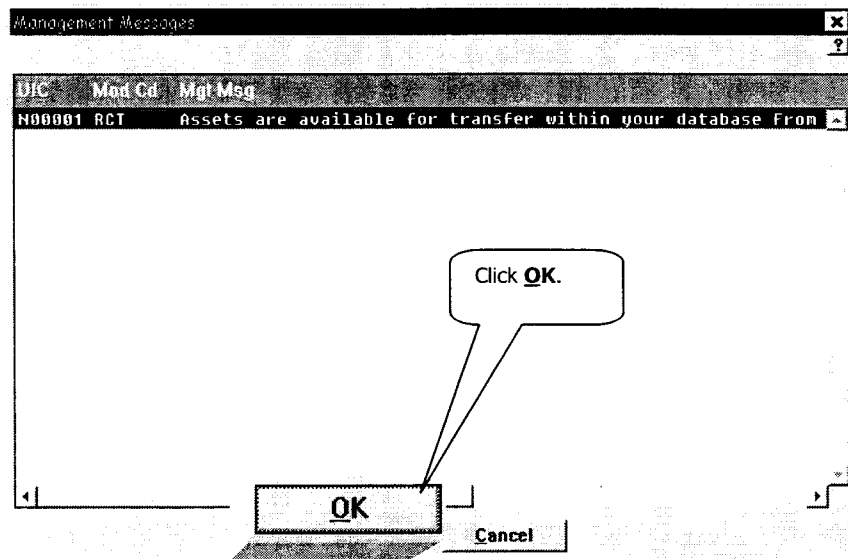 Management Messages
UIC Mod Cd Mgt Msg
N00001 RCT Assets are available for transfer within your database From
Click OK.
OK
Cancel